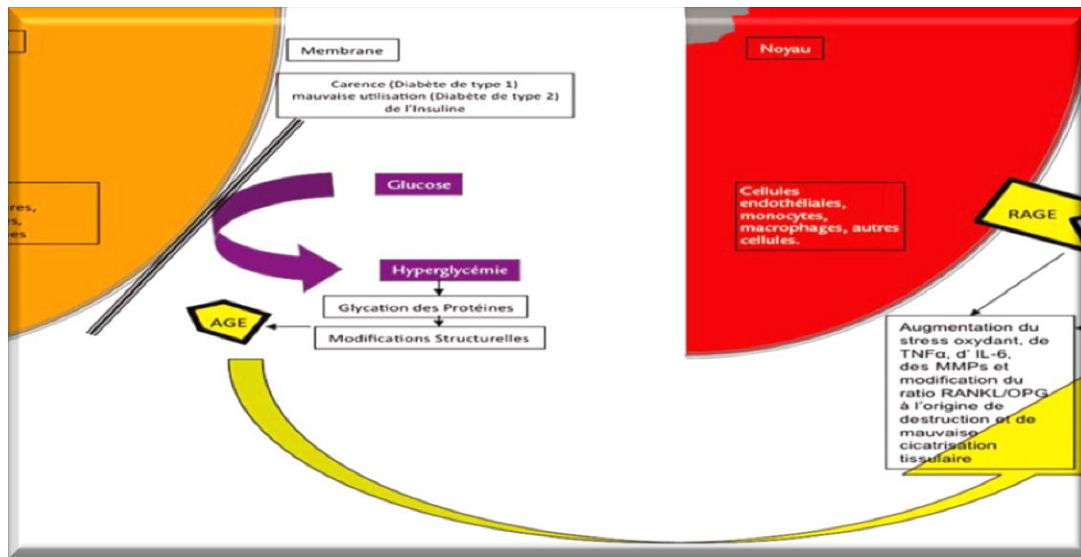 Membrane
Carence (Diabète de type 1)
mauvaise utilisation (Diabète de type 2)
de l'Insuline
Glucose
Hyperglycémie
Glycation des Protéines
Modifications Structurelles
AGE
Noyau
Cellules
endothéliales,
monocytes,
macrophages, autres
cellules.
RAGE
Augmentation du
stress oxydant, de
TNFα, d' IL-6,
des MMPs et
modification du
ratio RANKL/OPG
à l'origine de
destruction et de
mauvaise
cicatrisation
tissulaire